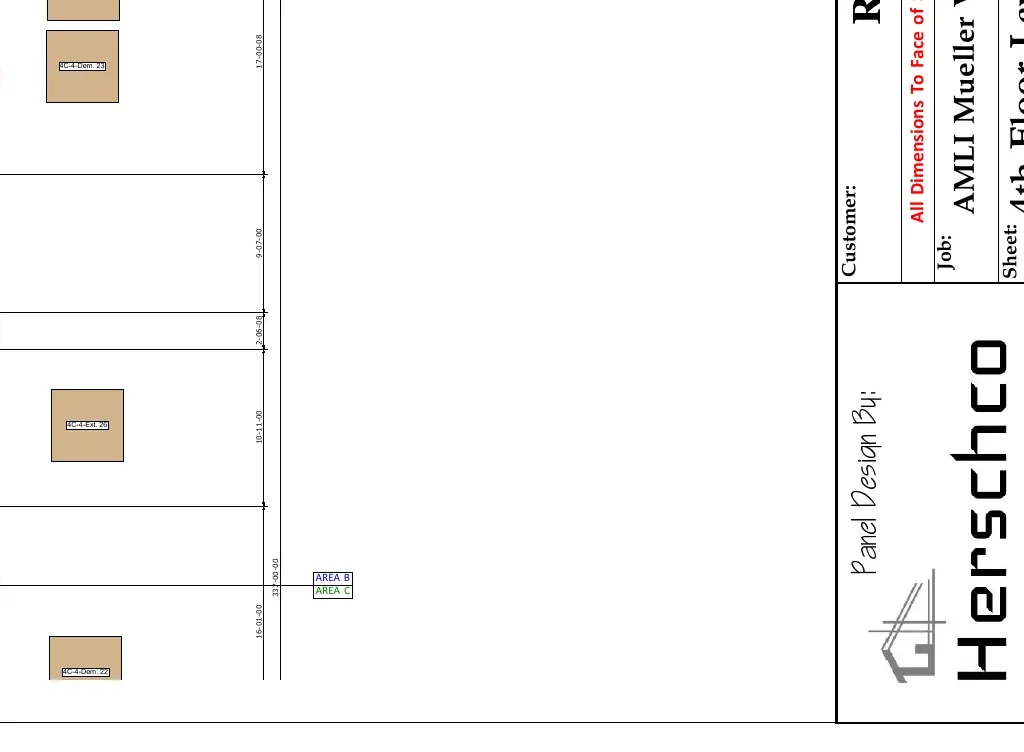 4C-4-Dem. 23
17-00-08
9-07-00
2-06-08
4C-4-Ext. 26
10-11-00
337-00-00
AREA B
AREA C
16-01-00
4C-4-Dem. 22
Customer:
R
All Dimensions To Face of
Job:
AMLI Mueller
Sheet:
4th Floor
Panel Design By:
Herschco